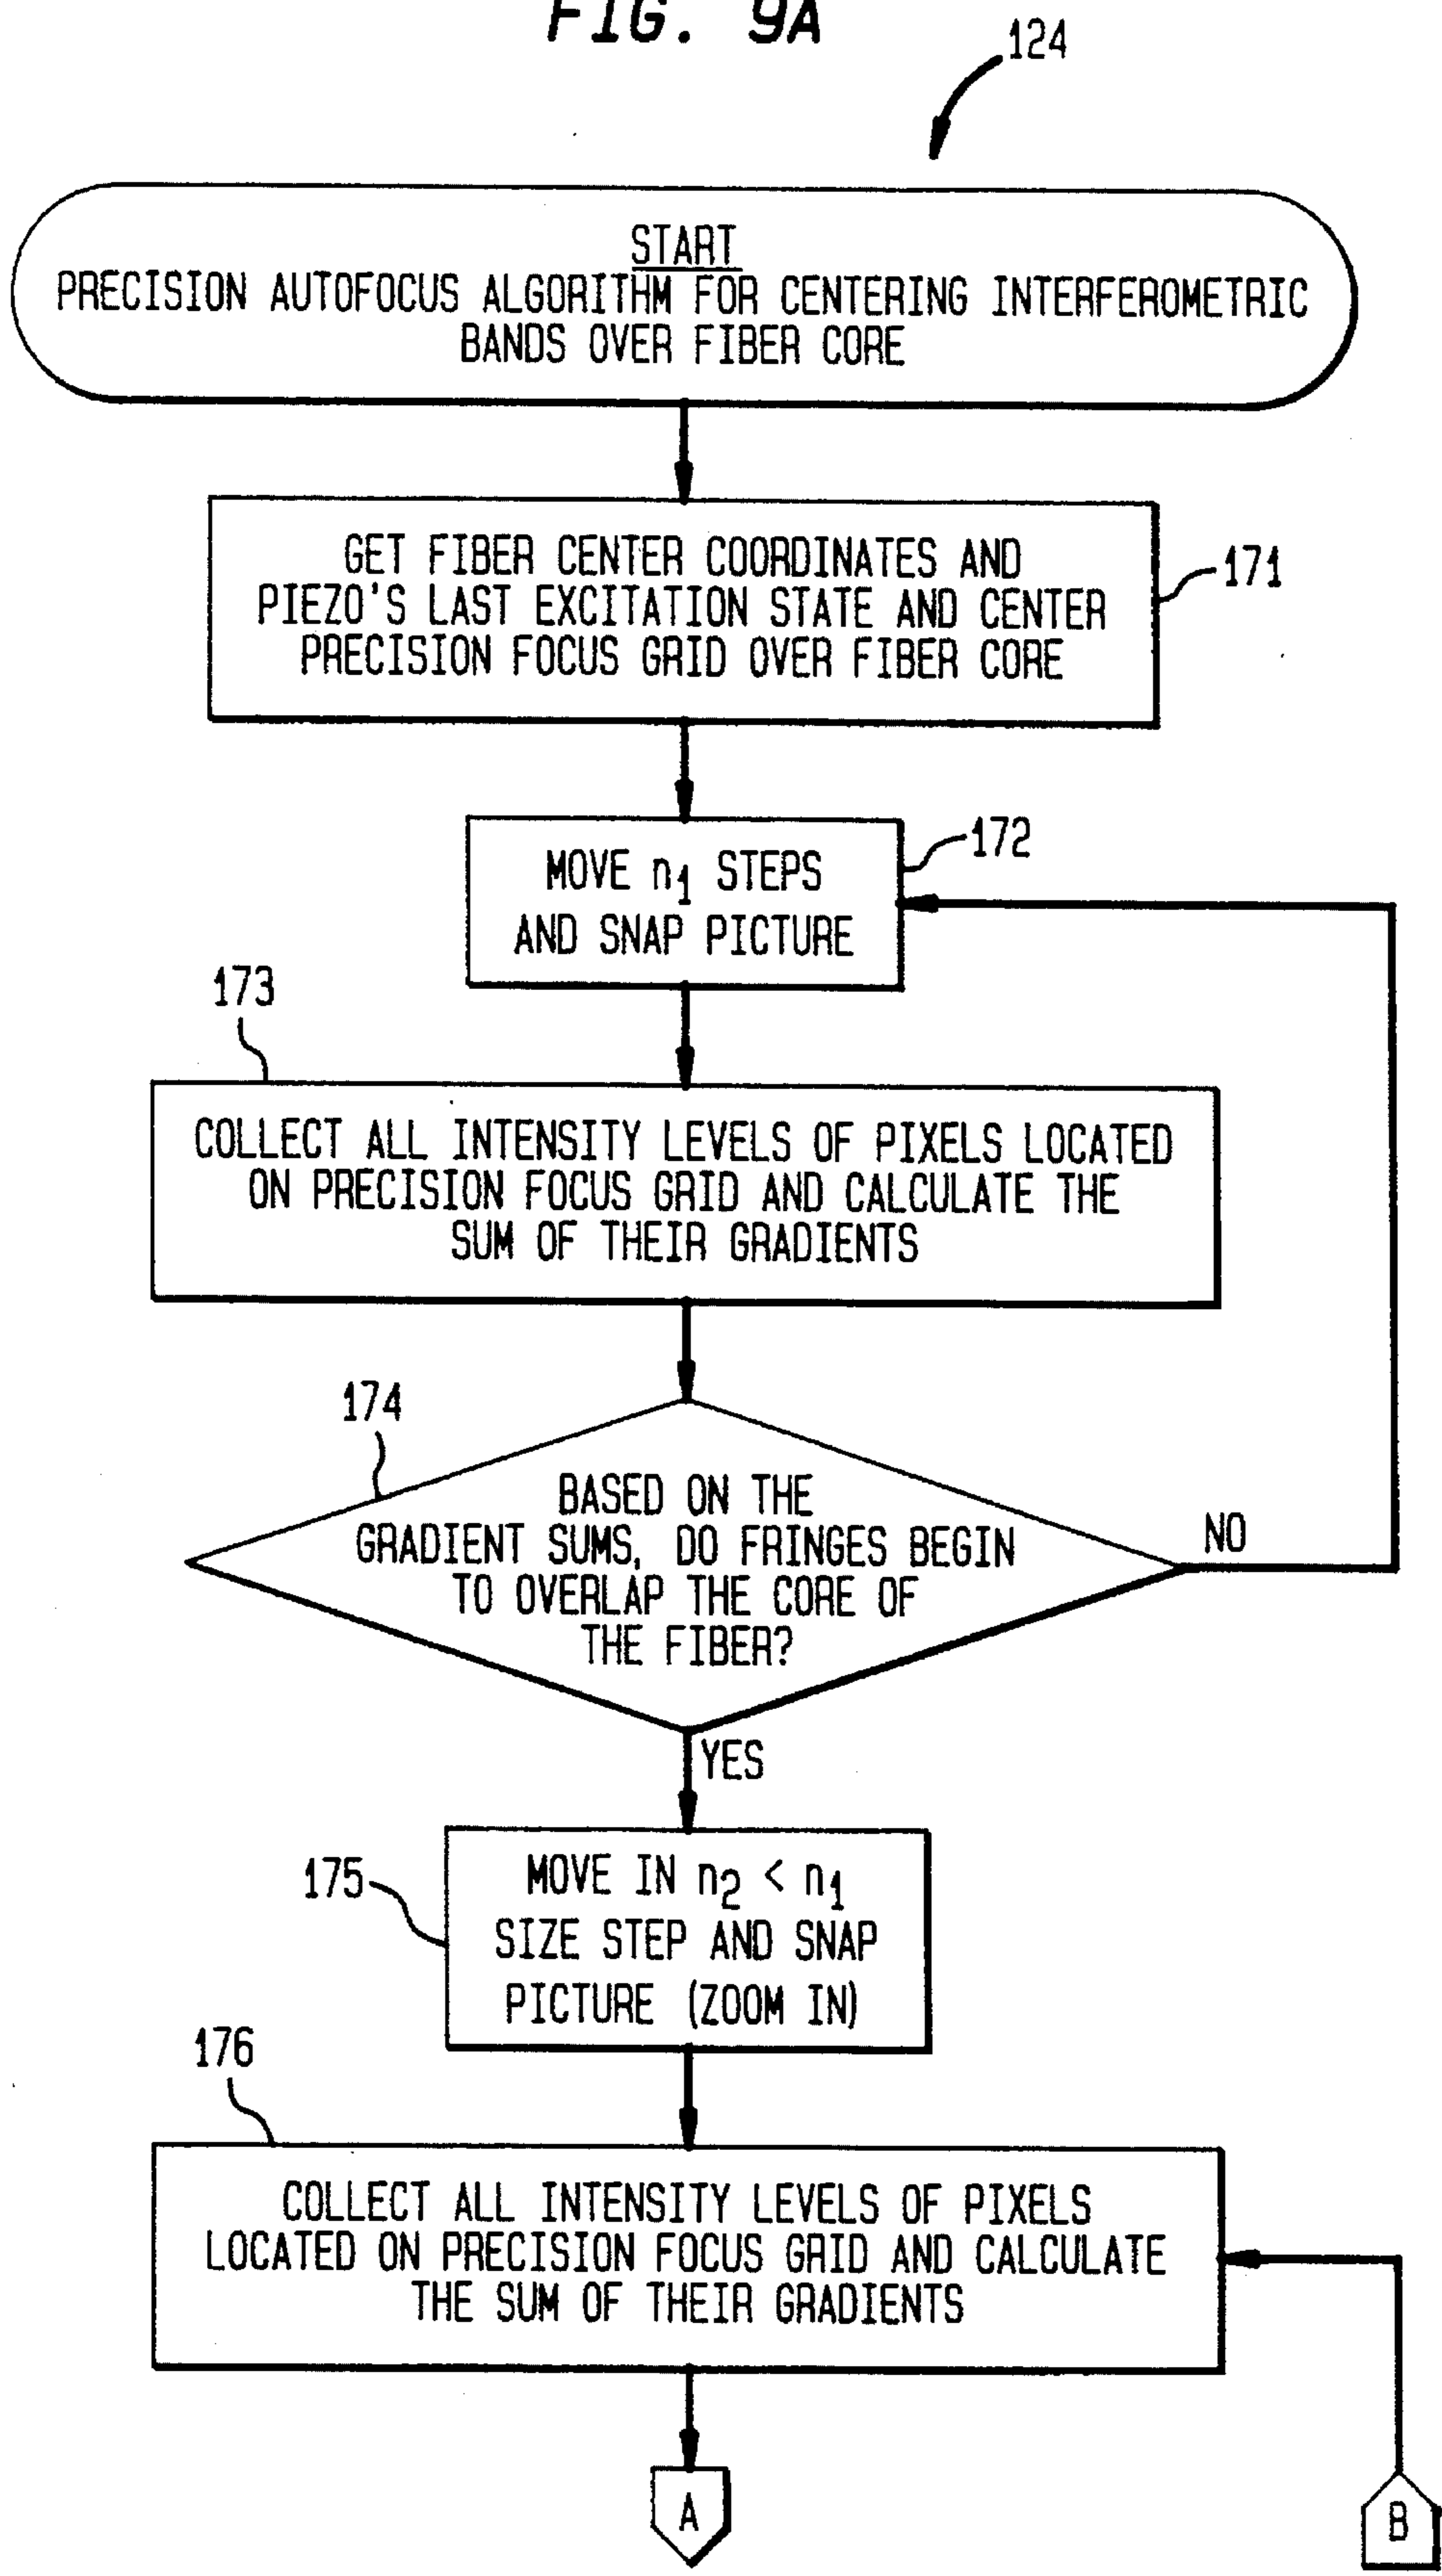 FIG. 9A
124
START
PRECISION AUTOFOCUS ALGORITHM FOR CENTERING INTERFEROMETRIC
BANDS OVER FIBER CORE
GET FIBER CENTER COORDINATES AND
PIEZO'S LAST EXCITATION STATE AND CENTER
PRECISION FOCUS GRID OVER FIBER CORE
171
MOVE n1 STEPS
AND SNAP PICTURE
172
173
COLLECT ALL INTENSITY LEVELS OF PIXELS LOCATED
ON PRECISION FOCUS GRID AND CALCULATE THE
SUM OF THEIR GRADIENTS
174
BASED ON THE
GRADIENT SUMS, DO FRINGES BEGIN
TO OVERLAP THE CORE OF
THE FIBER?
NO
YES
175
MOVE IN n2 < n1
SIZE STEP AND SNAP
PICTURE (ZOOM IN)
176
COLLECT ALL INTENSITY LEVELS OF PIXELS
LOCATED ON PRECISION FOCUS GRID AND CALCULATE
THE SUM OF THEIR GRADIENTS
A
B